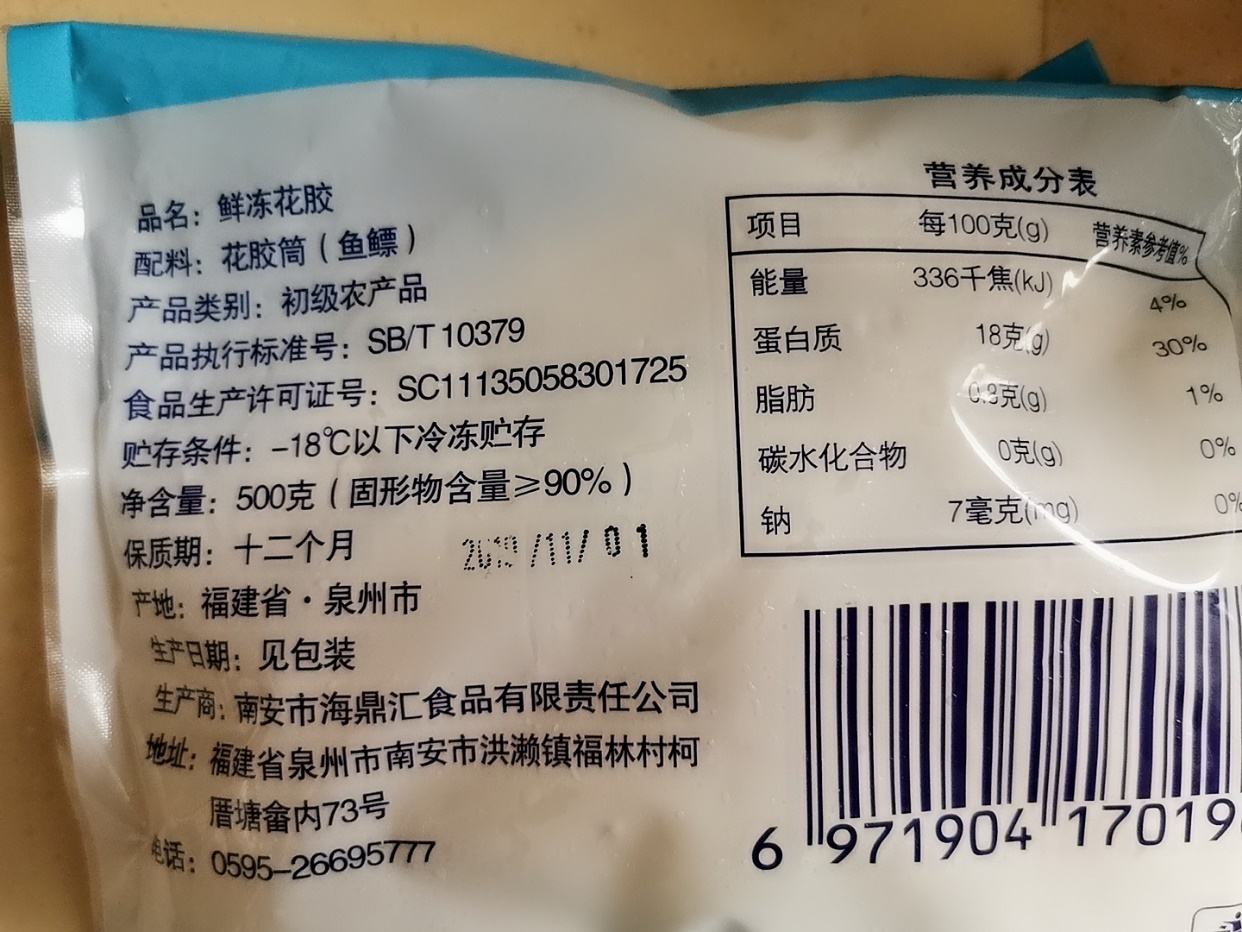 品名：鲜冻花胶
配料：花胶筒（鱼鳔）
产品类别：初级农产品
产品执行标准号：SB/T 10379
食品生产许可证号：SC11135058301725
贮存条件：-18℃以下冷冻贮存
净含量：500克（固形物含量≥90%）
保质期：十二个月
2019/11/01
产地：福建省·泉州市
生产日期：见包装
生产商：南安市海鼎汇食品有限责任公司
地址：福建省泉州市南安市洪濑镇福林村柯
厝塘畲内73号
电话：0595-26695777
营养成分表
项目 每100克(g) 营养素参考值%
能量 336千焦(kJ) 4%
蛋白质 18克(g) 30%
脂肪 0.8克(g) 1%
碳水化合物 0克(g) 0%
钠 7毫克(mg) 0%
6 971904 17019